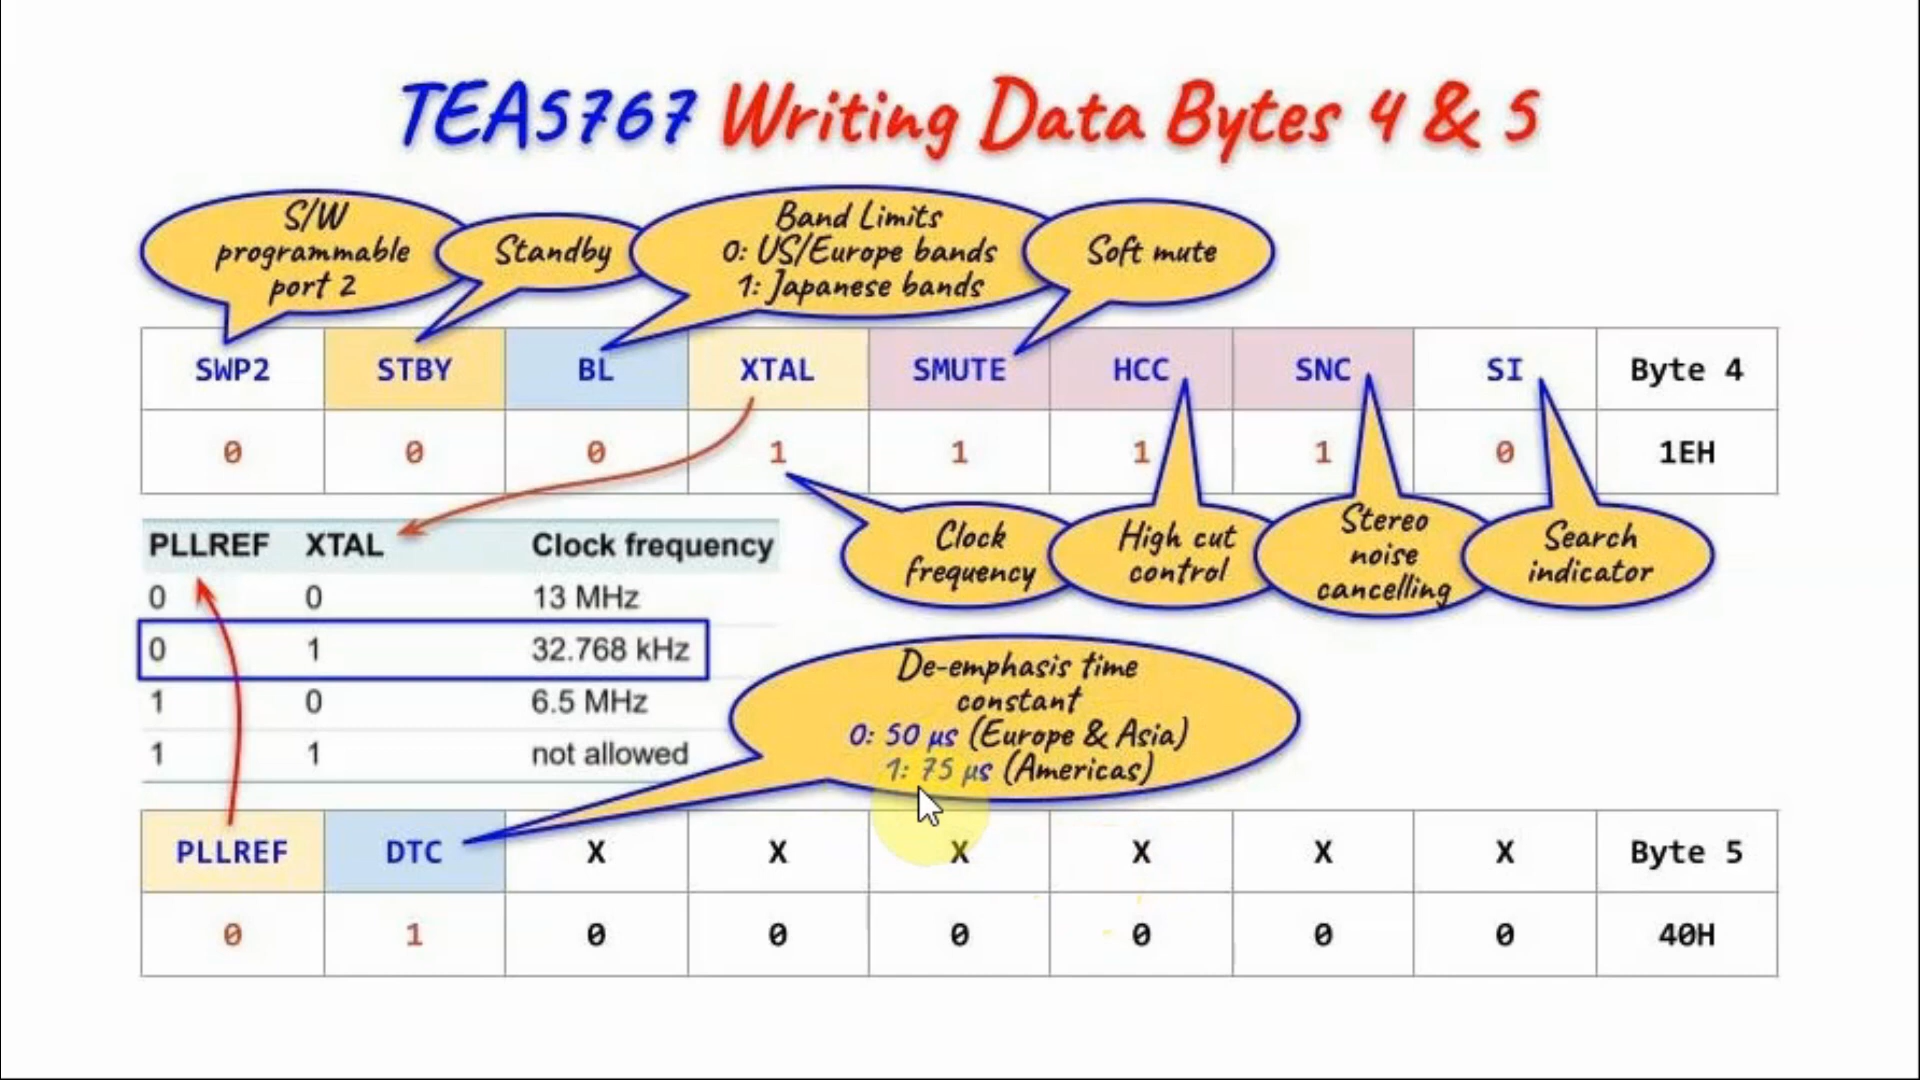 TEA5767 Writing Data Bytes 4 & 5
S/W
programmable
port 2
Standby
Band Limits
0: US/Europe bands
1: Japanese bands
Soft mute
SWP2 STBY BL XTAL SMUTE HCC SNC SI Byte 4
0 0 0 1 1 1 1 0 1EH
Clock
frequency
High cut
control
Stereo
noise
cancelling
Search
indicator
PLLREF XTAL Clock frequency
0 0 13 MHz
0 1 32.768 kHz
1 0 6.5 MHz
1 1 not allowed
De-emphasis time
constant
0: 50 µs (Europe & Asia)
1: 75 µs (Americas)
PLLREF DTC X X X X X X Byte 5
0 1 0 0 0 0 0 0 40H